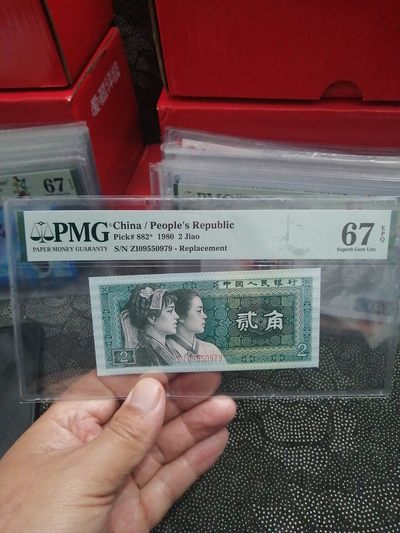 67
PMG
PAPER MONEY GUARANTY
China / People's Republic
Pick# 882* 1980 2 Jiao
S/N ZI09550979 - Replacement
67 EPQ
Superb Gem Unc
中国人民银行
贰角
09550979
2
2